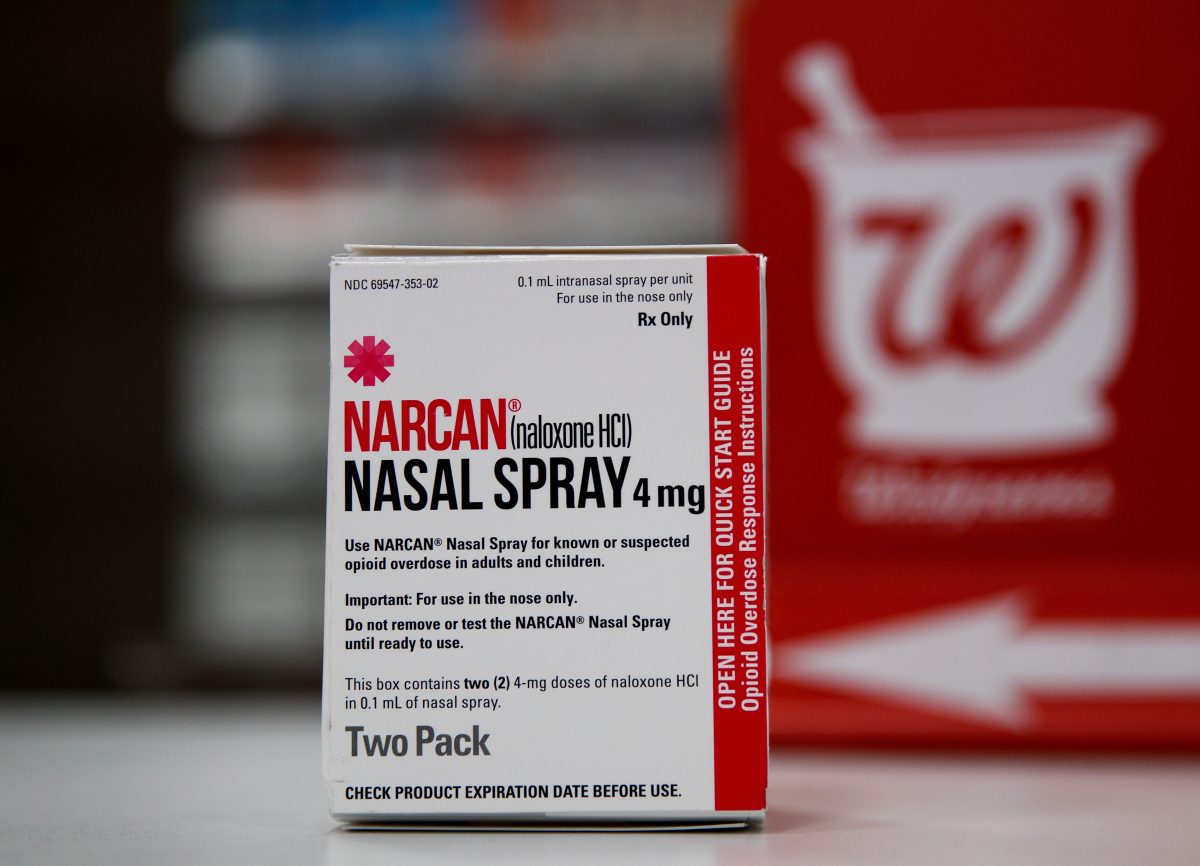 NDC 69547-353-02
0.1 mL intranasal spray per unit
For use in the nose only
Rx Only
NARCAN® (naloxone HCl)
NASAL SPRAY 4 mg
Use NARCAN® Nasal Spray for known or suspected
opioid overdose in adults and children.
Important: For use in the nose only.
Do not remove or test the NARCAN® Nasal Spray
until ready to use.
This box contains two (2) 4-mg doses of naloxone HCl
in 0.1 mL of nasal spray.
Two Pack
CHECK PRODUCT EXPIRATION DATE BEFORE USE.
OPEN HERE FOR QUICK START GUIDE
Opioid Overdose Response Instructions
W
Walgreens